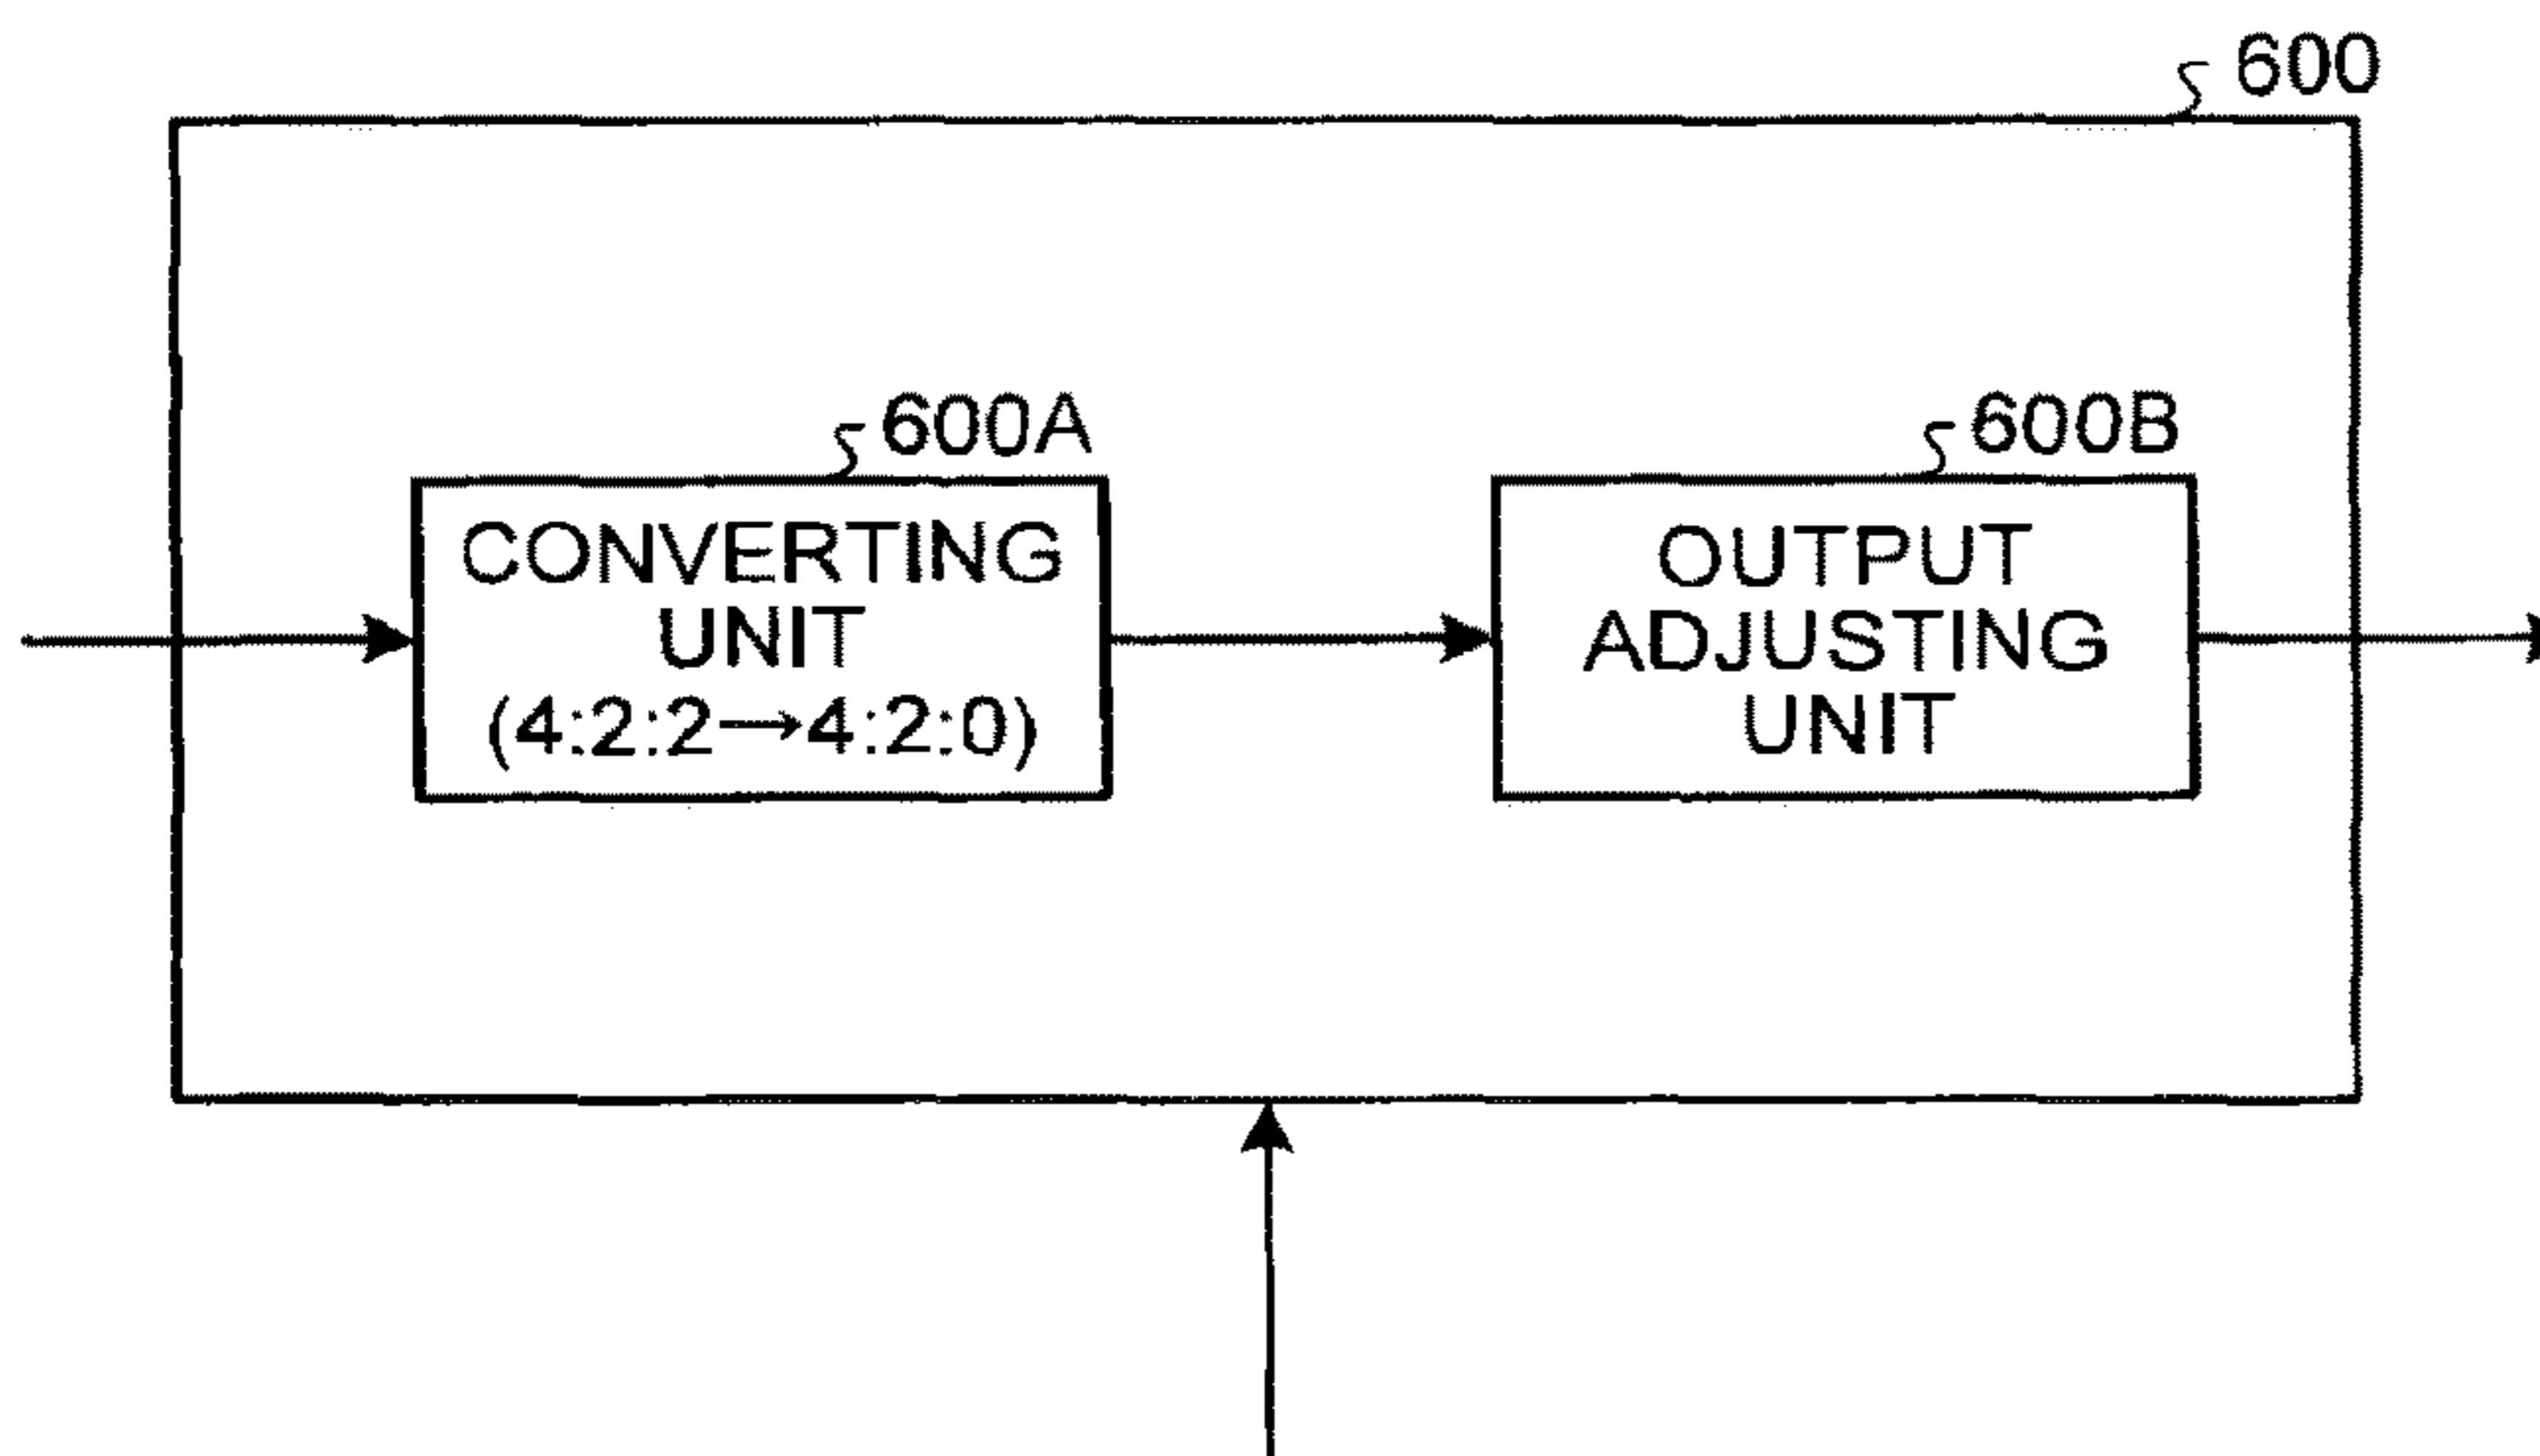 600
600A
CONVERTING
UNIT
(4:2:2→4:2:0)
600B
OUTPUT
ADJUSTING
UNIT